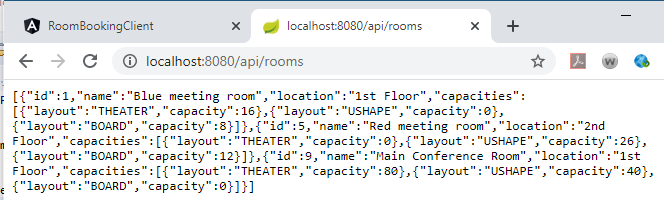 RoomBookingClient
localhost:8080/api/rooms
localhost:8080/api/rooms
[{"id":1,"name":"Blue meeting room","location":"1st Floor","capacities":
[{"layout":"THEATER","capacity":16},{"layout":"USHAPE","capacity":0},
{"layout":"BOARD","capacity":8}]},{"id":5,"name":"Red meeting room","location":"2nd
Floor","capacities":[{"layout":"THEATER","capacity":0},{"layout":"USHAPE","capacity":26},
{"layout":"BOARD","capacity":12}]},{"id":9,"name":"Main Conference Room","location":"1st
Floor","capacities":[{"layout":"THEATER","capacity":80},{"layout":"USHAPE","capacity":40},
{"layout":"BOARD","capacity":0}]}]